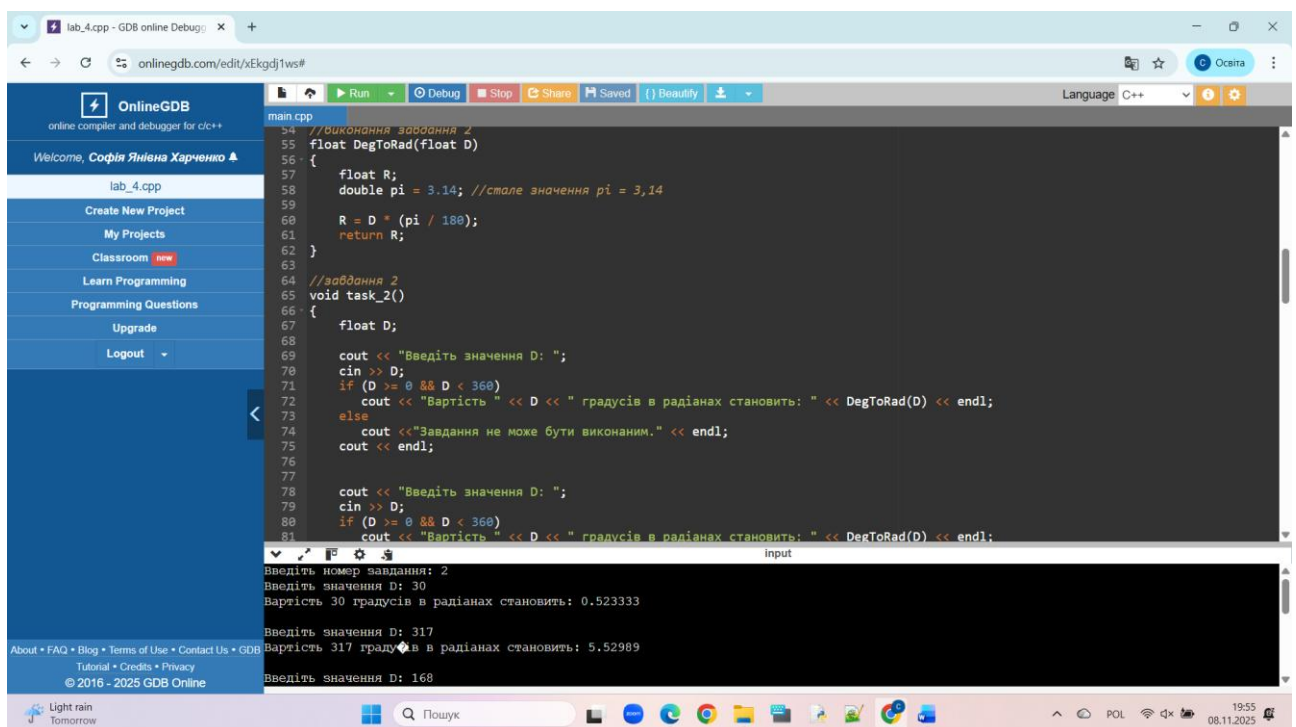 lab_4.cpp - GDB online Debugg
onlinegdb.com/edit/xEkgdj1ws#
С Освіта
OnlineGDB
online compiler and debugger for c/c++
Welcome, Софія Янівна Харченко
lab_4.cpp
Create New Project
My Projects
Classroom new
Learn Programming
Programming Questions
Upgrade
Logout
About • FAQ • Blog • Terms of Use • Contact Us • GDB
Tutorial • Credits • Privacy
© 2016 - 2025 GDB Online
Run Debug Stop Share Saved { } Beautify
Language C++
main.cpp
54 //виконання завдання 2
55 float DegToRad(float D)
56 {
57 float R;
58 double pi = 3.14; //стале значення pi = 3,14
59
60 R = D * (pi / 180);
61 return R;
62 }
63
64 //завдання 2
65 void task_2()
66 {
67 float D;
68
69 cout << "Введіть значення D: ";
70 cin >> D;
71 if (D >= 0 && D < 360)
72 cout << "Вартість " << D << " градусів в радіанах становить: " << DegToRad(D) << endl;
73 else
74 cout <<"Завдання не може бути виконаним." << endl;
75 cout << endl;
76
77
78 cout << "Введіть значення D: ";
79 cin >> D;
80 if (D >= 0 && D < 360)
81 cout << "Вартість " << D << " градусів в радіанах становить: " << DegToRad(D) << endl;
input
Введіть номер завдання: 2
Введіть значення D: 30
Вартість 30 градусів в радіанах становить: 0.523333
Введіть значення D: 317
Вартість 317 граду�ів в радіанах становить: 5.52989
Введіть значення D: 168
Light rain
Tomorrow
Пошук
POL
19:55
08.11.2025